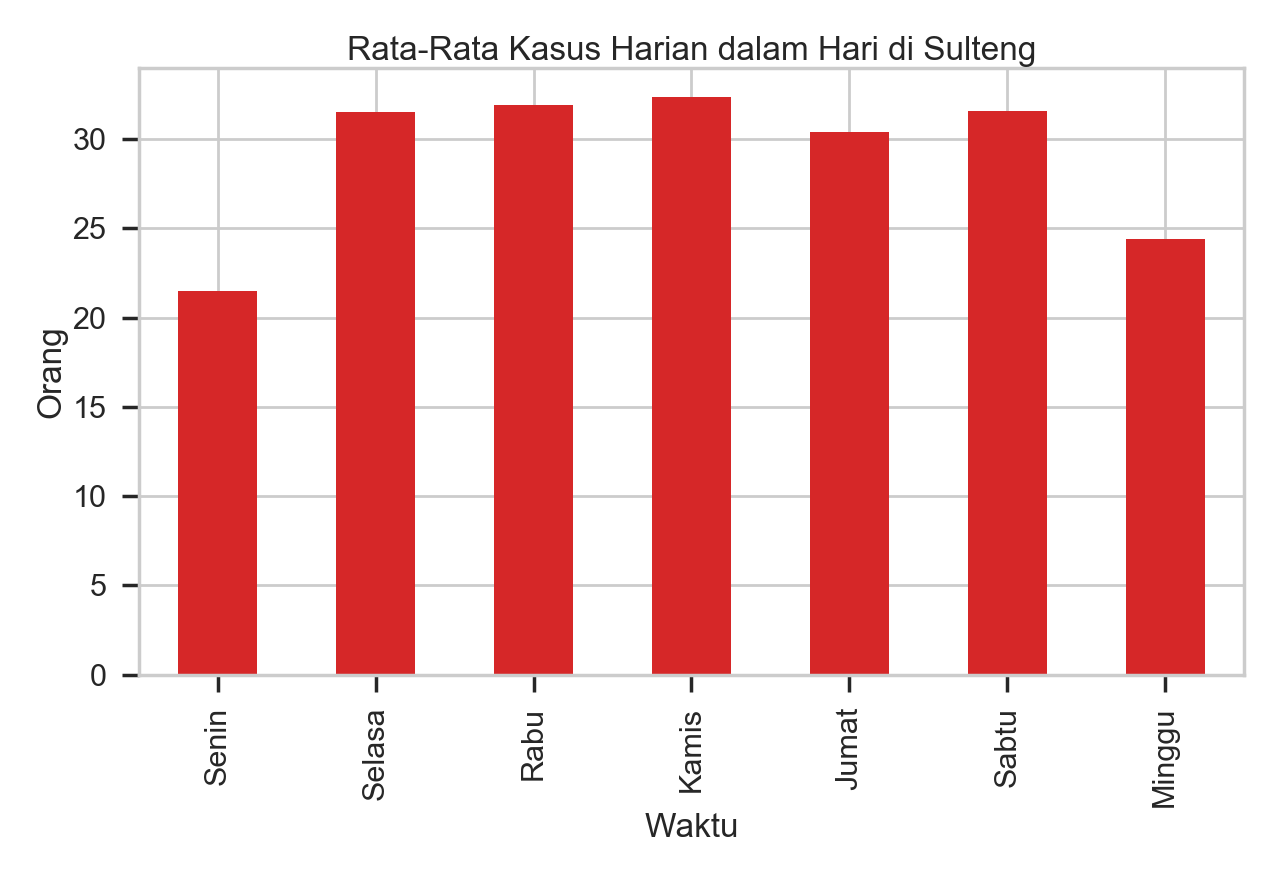 Rata-Rata Kasus Harian dalam Hari di Sulteng
30
25
20
15
10
5
0
Orang
Senin
Selasa
Rabu
Kamis
Jumat
Sabtu
Minggu
Waktu